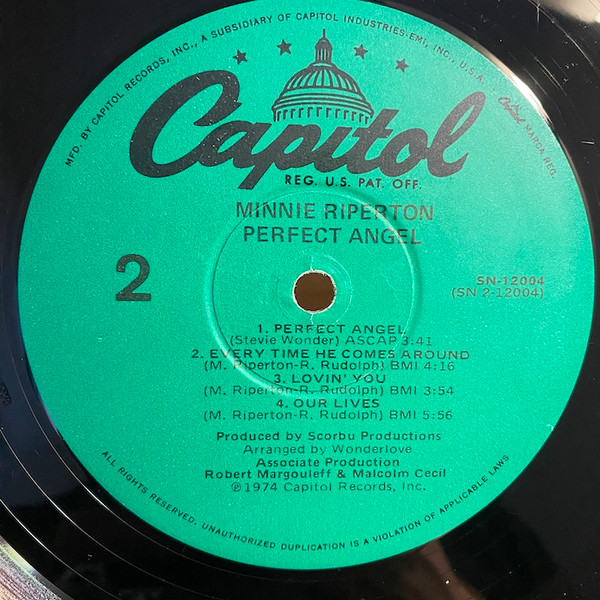 MFD. BY CAPITOL RECORDS, INC., A SUBSIDIARY OF CAPITOL INDUSTRIES-EMI, INC., U.S.A. Capitol MARCA REG.
Capitol
REG. U.S. PAT. OFF.
MINNIE RIPERTON
PERFECT ANGEL
2
SN-12004
(SN 2-12004)
1. PERFECT ANGEL
(Stevie Wonder) ASCAP 3:41
2. EVERY TIME HE COMES AROUND
(M. Riperton-R. Rudolph) BMI 4:16
3. LOVIN' YOU
(M. Riperton-R. Rudolph) BMI 3:54
4. OUR LIVES
(M. Riperton-R. Rudolph) BMI 5:56
Produced by Scorbu Productions
Arranged by Wonderlove
Associate Production
Robert Margouleff & Malcolm Cecil
℗1974 Capitol Records, Inc.
ALL RIGHTS RESERVED. UNAUTHORIZED DUPLICATION IS A VIOLATION OF APPLICABLE LAWS